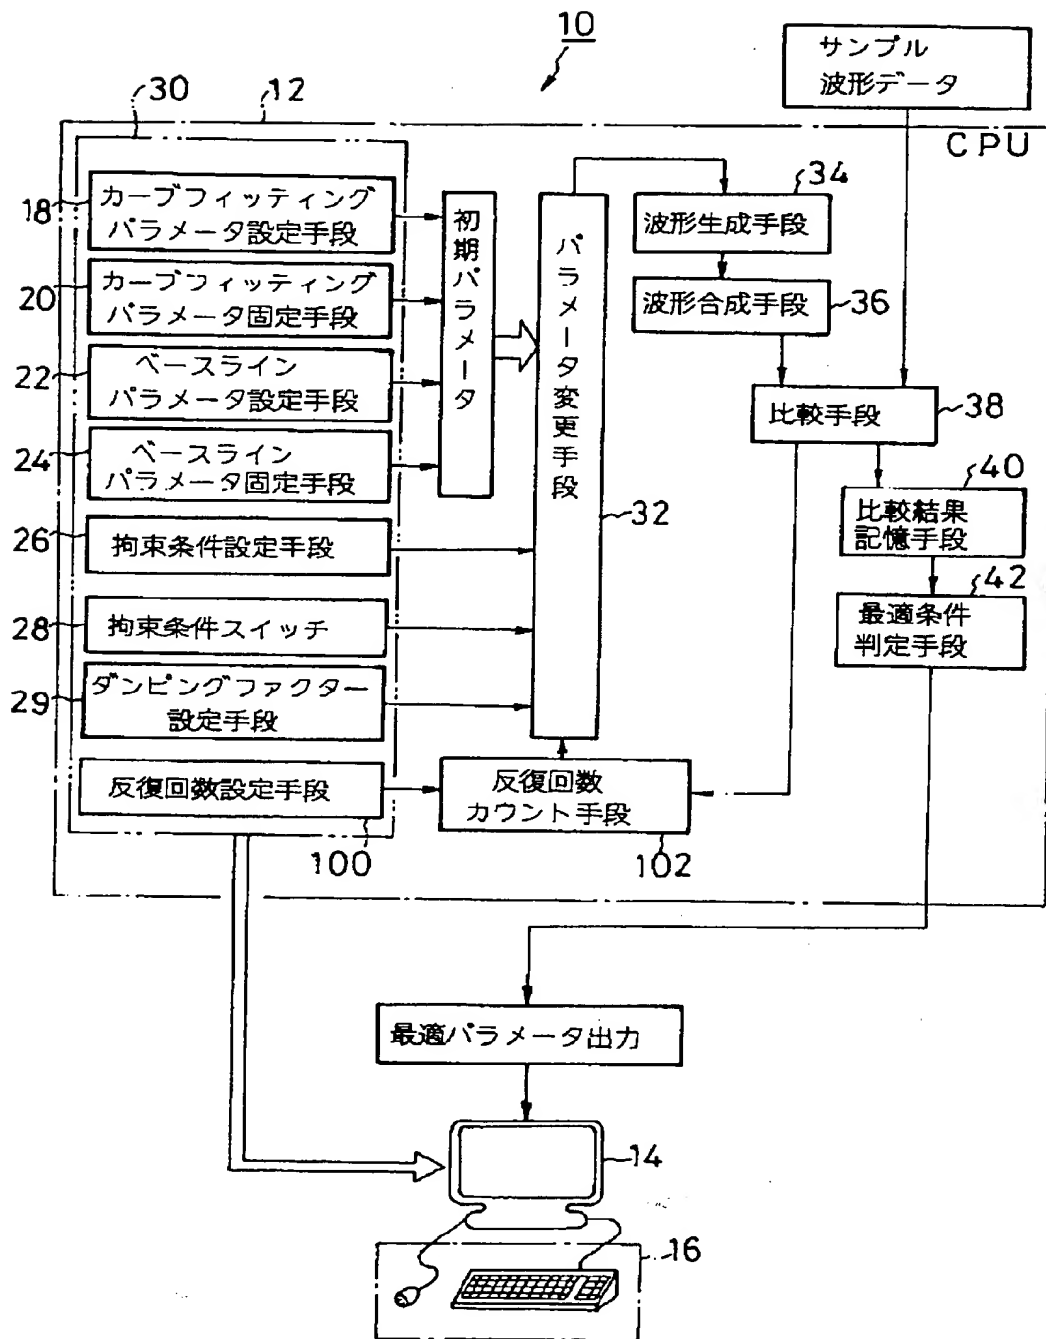 10
サンプル
波形データ
30
12
CPU
18
カーブフィッティング
パラメータ設定手段
20
カーブフィッティング
パラメータ固定手段
22
ベースライン
パラメータ設定手段
24
ベースライン
パラメータ固定手段
26
拘束条件設定手段
28
拘束条件スイッチ
29
ダンピングファクター
設定手段
反復回数設定手段
100
初期パラメータ
パラメータ変更手段
32
反復回数
カウント手段
102
34
波形生成手段
波形合成手段
36
比較手段
38
40
比較結果
記憶手段
42
最適条件
判定手段
最適パラメータ出力
14
16